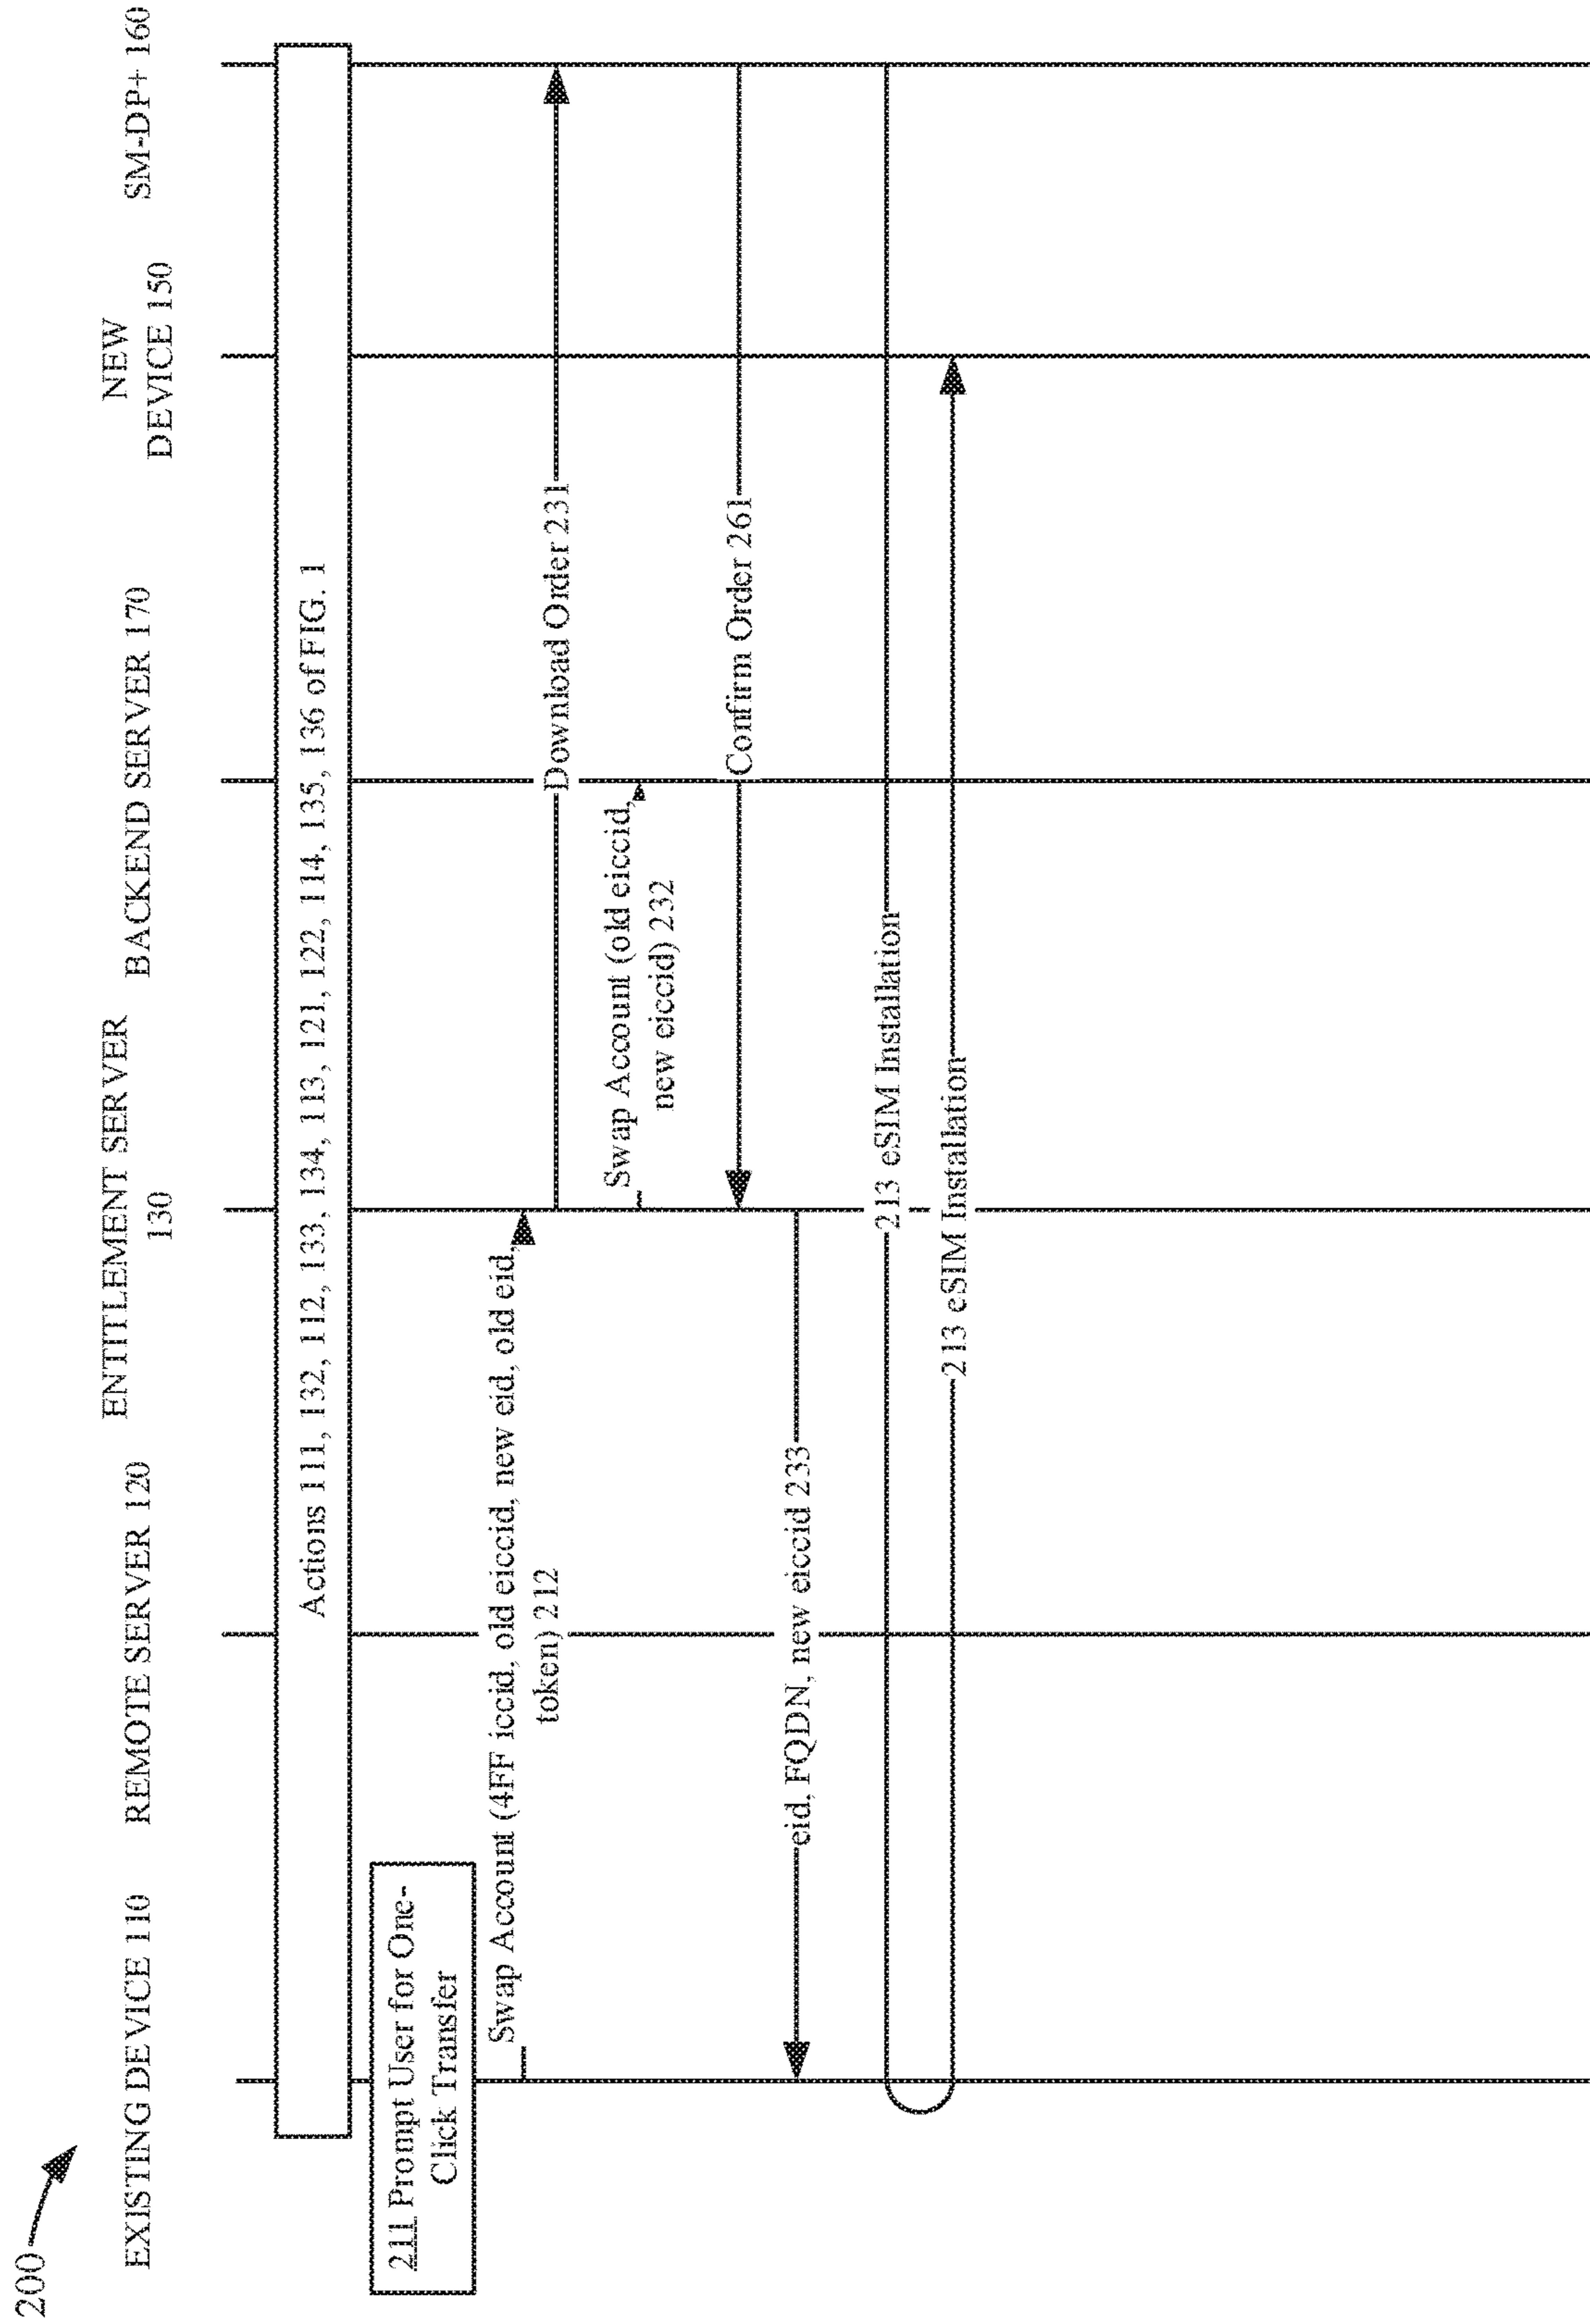 200
EXISTING DEVICE 110
REMOTE SERVER 120
ENTITLEMENT SERVER
130
BACKEND SERVER 170
NEW
DEVICE 150
SM-DP+ 160
Actions 111, 132, 112, 133, 134, 113, 121, 122, 114, 135, 136 of FIG. 1
211 Prompt User for One-
Click Transfer
Swap Account (4FF iccid, old eiccid, new eid, old eid,
token) 212
Download Order 231
Swap Account (old eiccid,
new eiccid) 232
Confirm Order 261
eid, FQDN, new eiccid 233
213 eSIM Installation
213 eSIM Installation